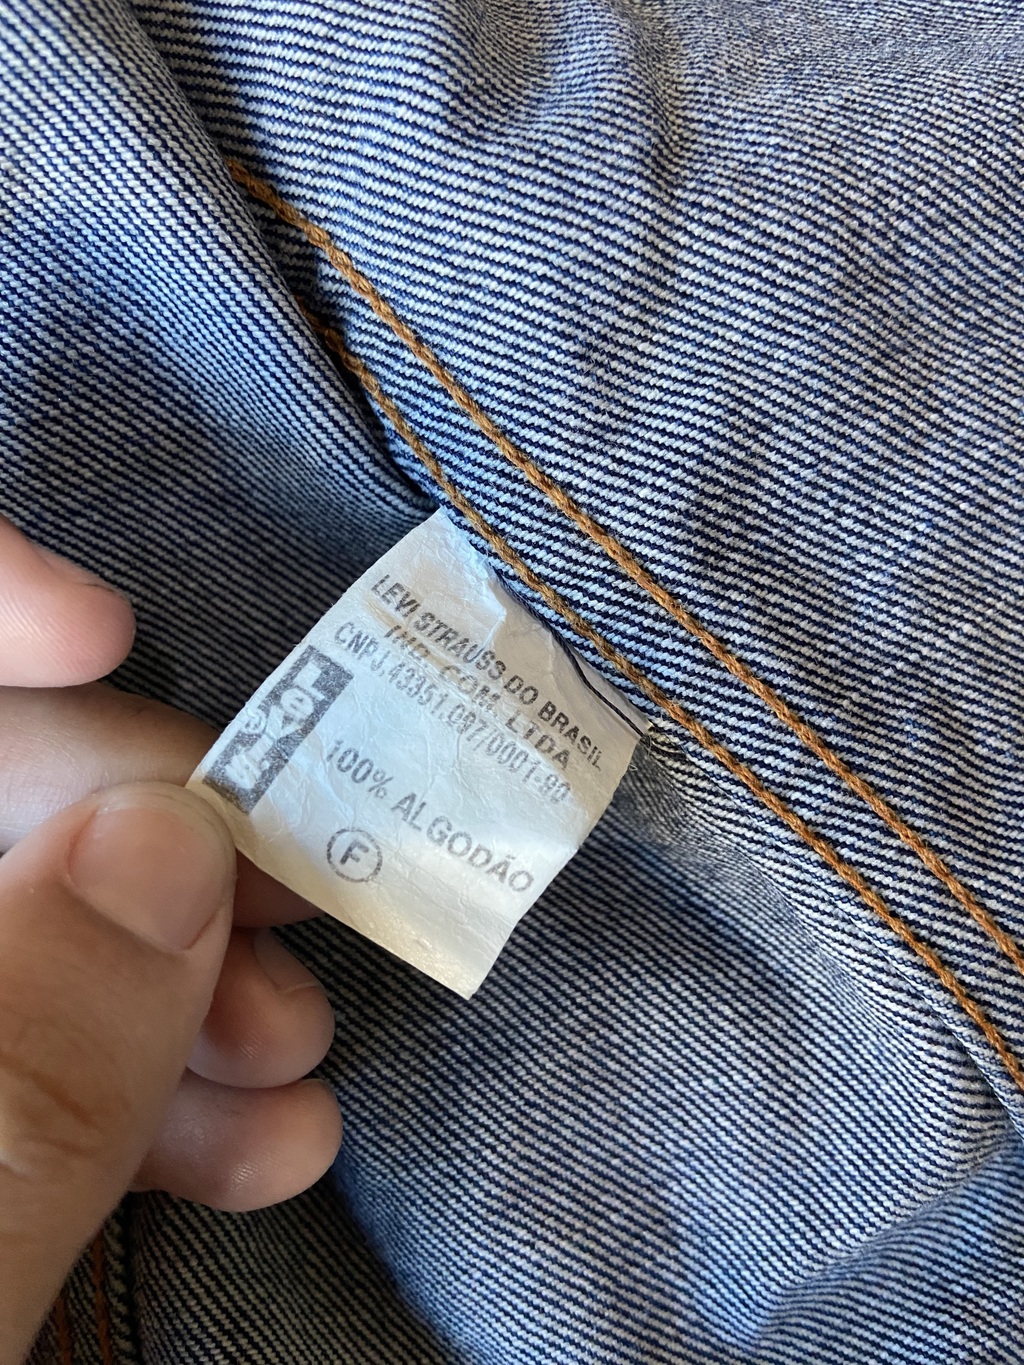 LEVI STRAUSS DO BRASIL
IND. COM. LTDA
CNPJ.43351.097/0001-90
Levi's
100% ALGODÃO
F